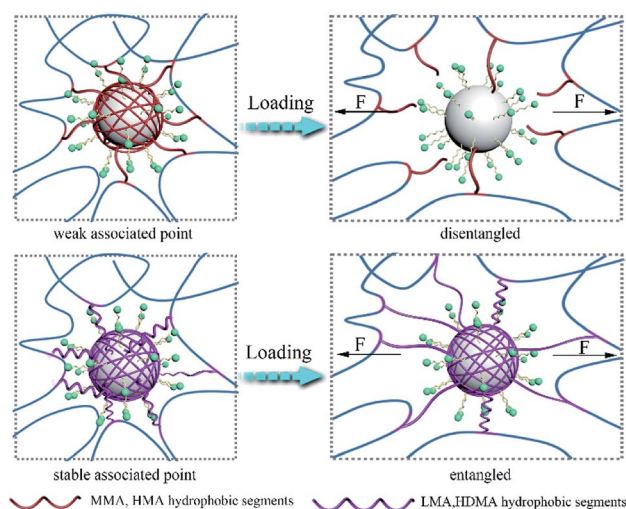 Loading
F
F
weak associated point
disentangled
Loading
F
F
stable associated point
entangled
MMA, HMA hydrophobic segments
LMA,HDMA hydrophobic segments